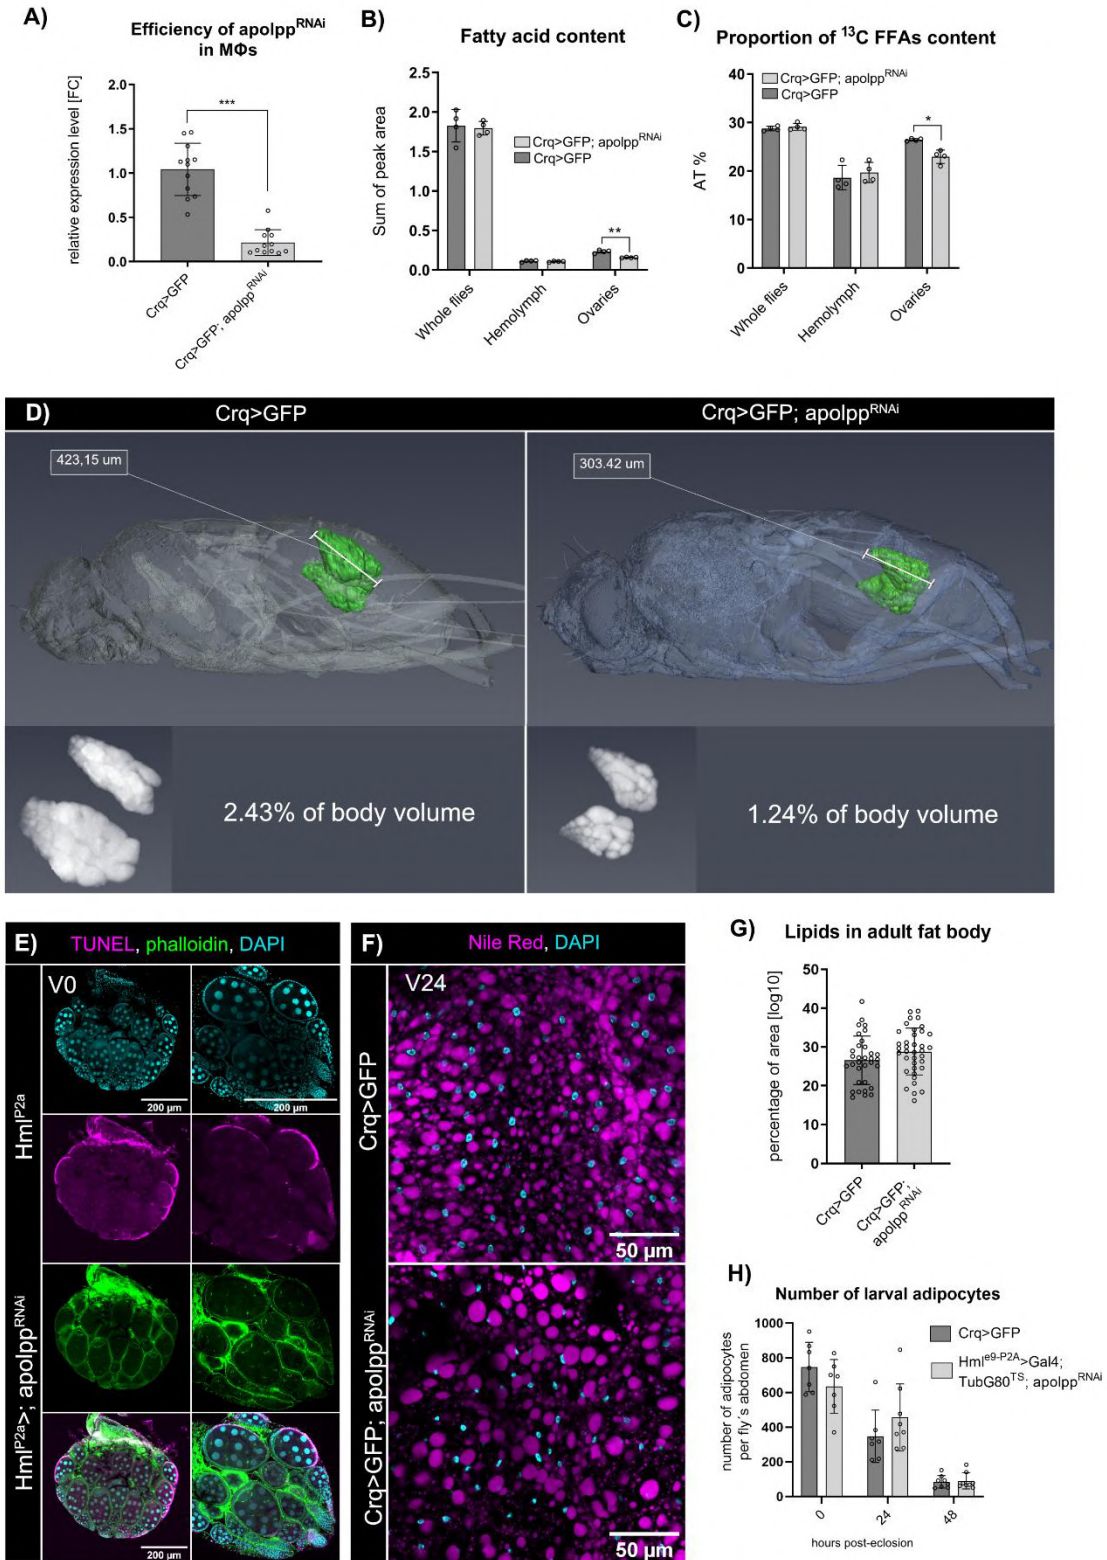 A)
Efficiency of apolpp^RNAi
in MΦs
relative expression level [FC]
2.0
1.5
1.0
0.5
0.0
***
Crq>GFP
Crq>GFP; apolpp^RNAi
B)
Fatty acid content
Sum of peak area
2.5
2.0
1.5
1.0
0.5
0.0
Crq>GFP; apolpp^RNAi
Crq>GFP
**
Whole flies
Hemolymph
Ovaries
C)
Proportion of ^13C FFAs content
AT %
40
30
20
10
0
Crq>GFP; apolpp^RNAi
Crq>GFP
*
Whole flies
Hemolymph
Ovaries
D)
Crq>GFP
Crq>GFP; apolpp^RNAi
423,15 um
303.42 um
2.43% of body volume
1.24% of body volume
E)
TUNEL, phalloidin, DAPI
V0
Hml^P2a
Hml^P2a>; apolpp^RNAi
200 µm
200 µm
200 µm
200 µm
F)
Nile Red, DAPI
V24
Crq>GFP
50 µm
Crq>GFP; apolpp^RNAi
50 µm
G)
Lipids in adult fat body
percentage of area [log10]
50
40
30
20
10
0
Crq>GFP
Crq>GFP;
apolpp^RNAi
H)
Number of larval adipocytes
number of adipocytes
per fly´s abdomen
1000
800
600
400
200
0
Crq>GFP
Hml^e9-P2A>Gal4;
TubG80^TS; apolpp^RNAi
0
24
48
hours post-eclosion